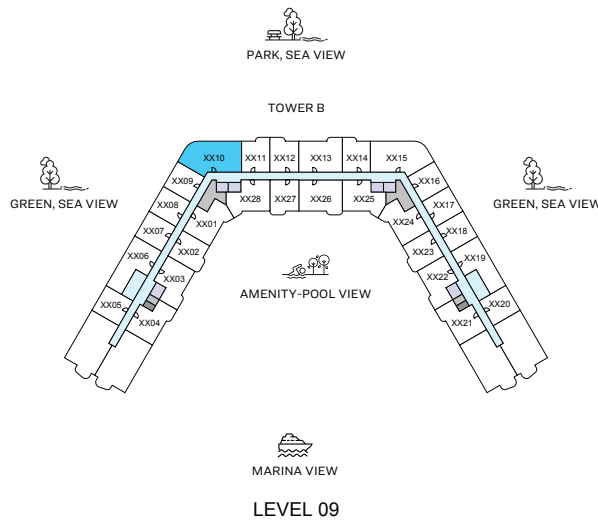 PARK, SEA VIEW
TOWER B
XX10
XX11
XX12
XX13
XX14
XX15
XX09
XX16
GREEN, SEA VIEW
GREEN, SEA VIEW
XX08
XX28
XX27
XX26
XX25
XX17
XX01
XX24
XX07
XX18
XX02
XX23
XX06
XX19
XX03
XX22
AMENITY-POOL VIEW
XX05
XX20
XX04
XX21
MARINA VIEW
LEVEL 09